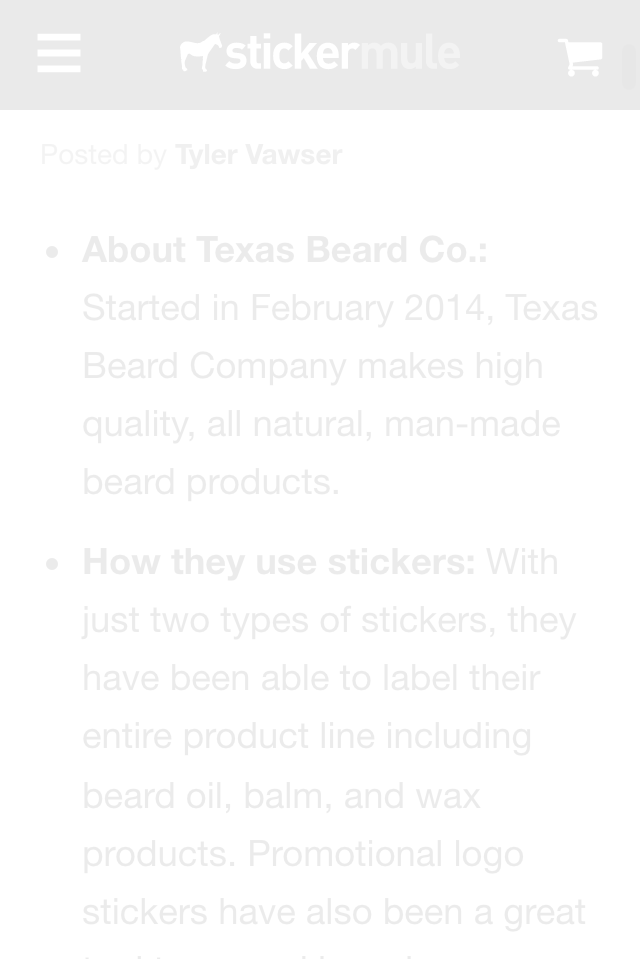 stickermule
Posted by Tyler Vawser
• About Texas Beard Co.:
Started in February 2014, Texas
Beard Company makes high
quality, all natural, man-made
beard products.
• How they use stickers: With
just two types of stickers, they
have been able to label their
entire product line including
beard oil, balm, and wax
products. Promotional logo
stickers have also been a great